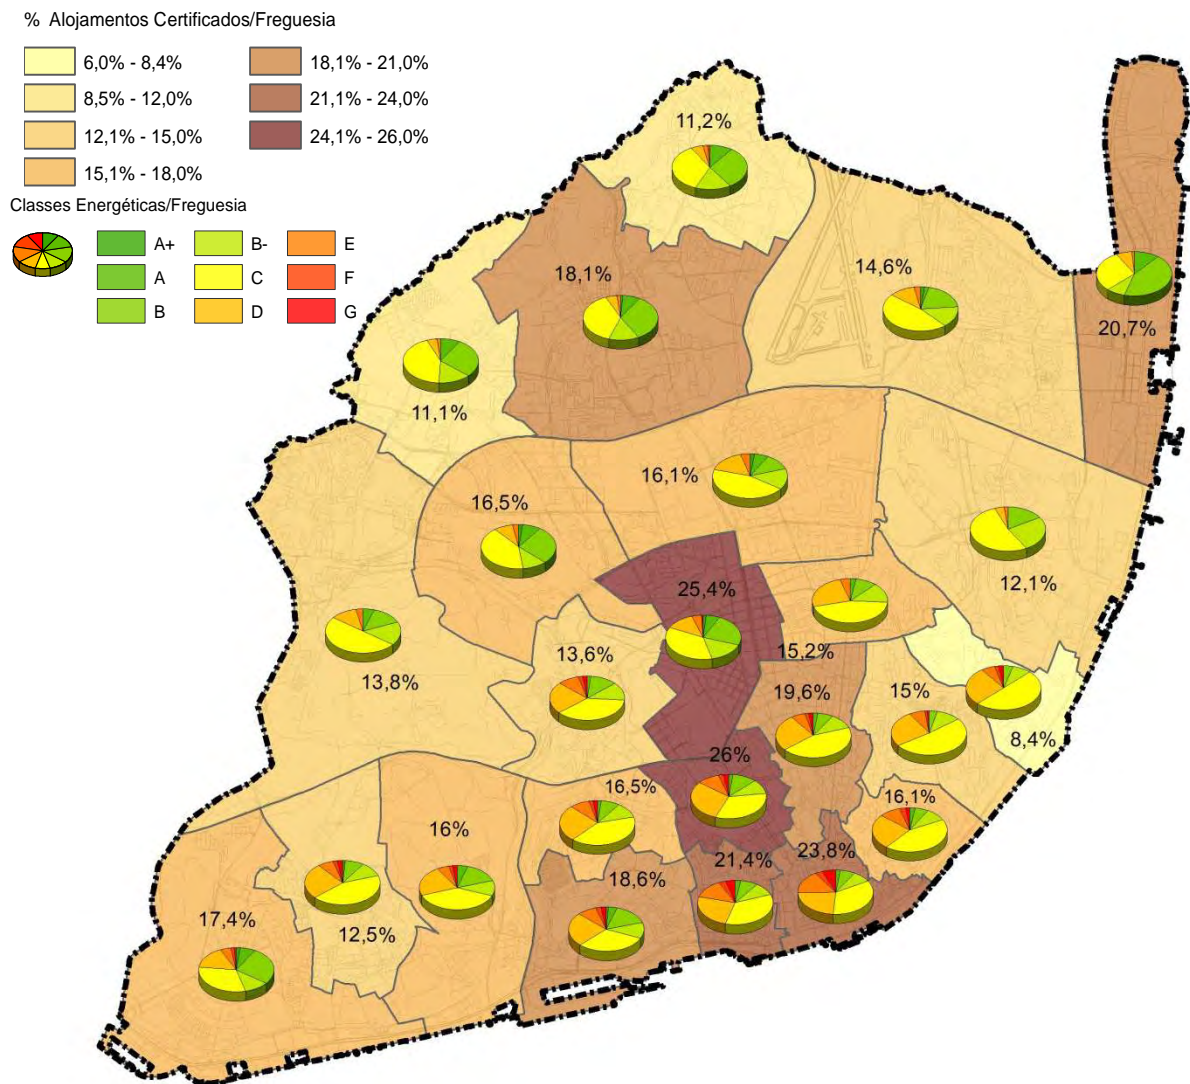 % Alojamentos Certificados/Freguesia
6,0% - 8,4%
18,1% - 21,0%
8,5% - 12,0%
21,1% - 24,0%
12,1% - 15,0%
24,1% - 26,0%
15,1% - 18,0%
Classes Energéticas/Freguesia
A+ B- E
A C F
B D G
11,2%
18,1%
14,6%
20,7%
11,1%
16,1%
16,5%
12,1%
25,4%
15,2%
13,6%
13,8%
19,6%
15%
8,4%
26%
16,5%
16,1%
16%
23,8%
21,4%
18,6%
17,4%
12,5%